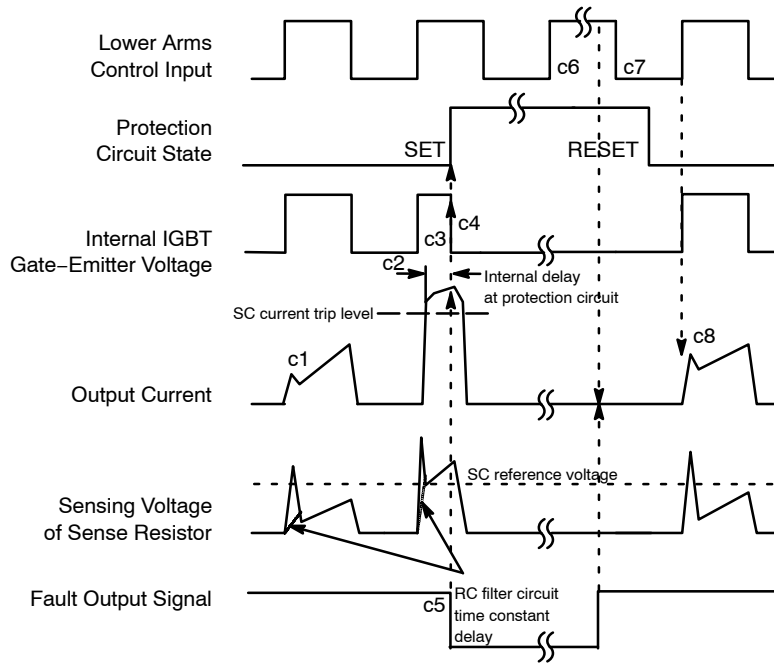 Lower Arms
Control Input
c6
c7
Protection
Circuit State
SET
RESET
Internal IGBT
Gate−Emitter Voltage
c3
c4
c2
Internal delay
at protection circuit
SC current trip level
c1
c8
Output Current
SC reference voltage
Sensing Voltage
of Sense Resistor
Fault Output Signal
c5
RC filter circuit
time constant
delay